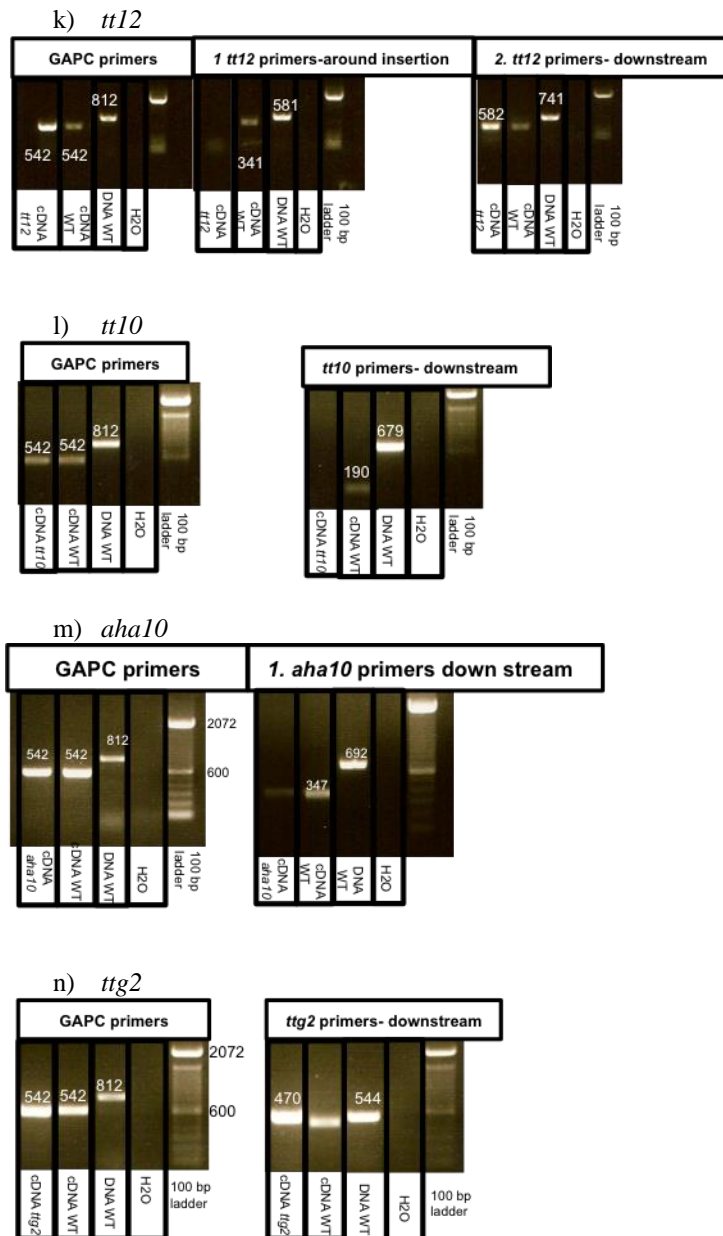 k) tt12
GAPC primers
1 tt12 primers-around insertion
2. tt12 primers- downstream
812
542
542
581
341
582
741
cDNA tt12
cDNA WT
DNA WT
H2O
cDNA tt12
cDNA WT
DNA WT
H2O
100 bp ladder
cDNA tt12
cDNA WT
DNA WT
H2O
100 bp ladder
l) tt10
GAPC primers
tt10 primers- downstream
542
542
812
190
679
cDNA tt10
cDNA WT
DNA WT
H2O
100 bp ladder
cDNA tt10
cDNA WT
DNA WT
H2O
100 bp ladder
m) aha10
GAPC primers
1. aha10 primers down stream
542
542
812
2072
600
347
692
cDNA aha10
cDNA WT
DNA WT
H2O
100 bp ladder
cDNA aha10
cDNA WT
DNA WT
H2O
100 bp ladder
n) ttg2
GAPC primers
ttg2 primers- downstream
542
542
812
2072
600
470
544
cDNA ttg2
cDNA WT
DNA WT
H2O
100 bp ladder
cDNA ttg2
cDNA WT
DNA WT
H2O
100 bp ladder